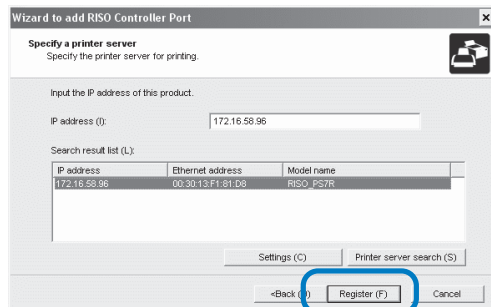 Wizard to add RISO Controller Port
Specify a printer server
Specify the printer server for printing.
Input the IP address of this product.
IP address (I): 172.16.58.96
Search result list (L):
IP address Ethernet address Model name
172.16.58.96 00:30:13:F1:81:D8 RISO_PS7R
Settings (C) Printer server search (S)
<Back Register (F) Cancel